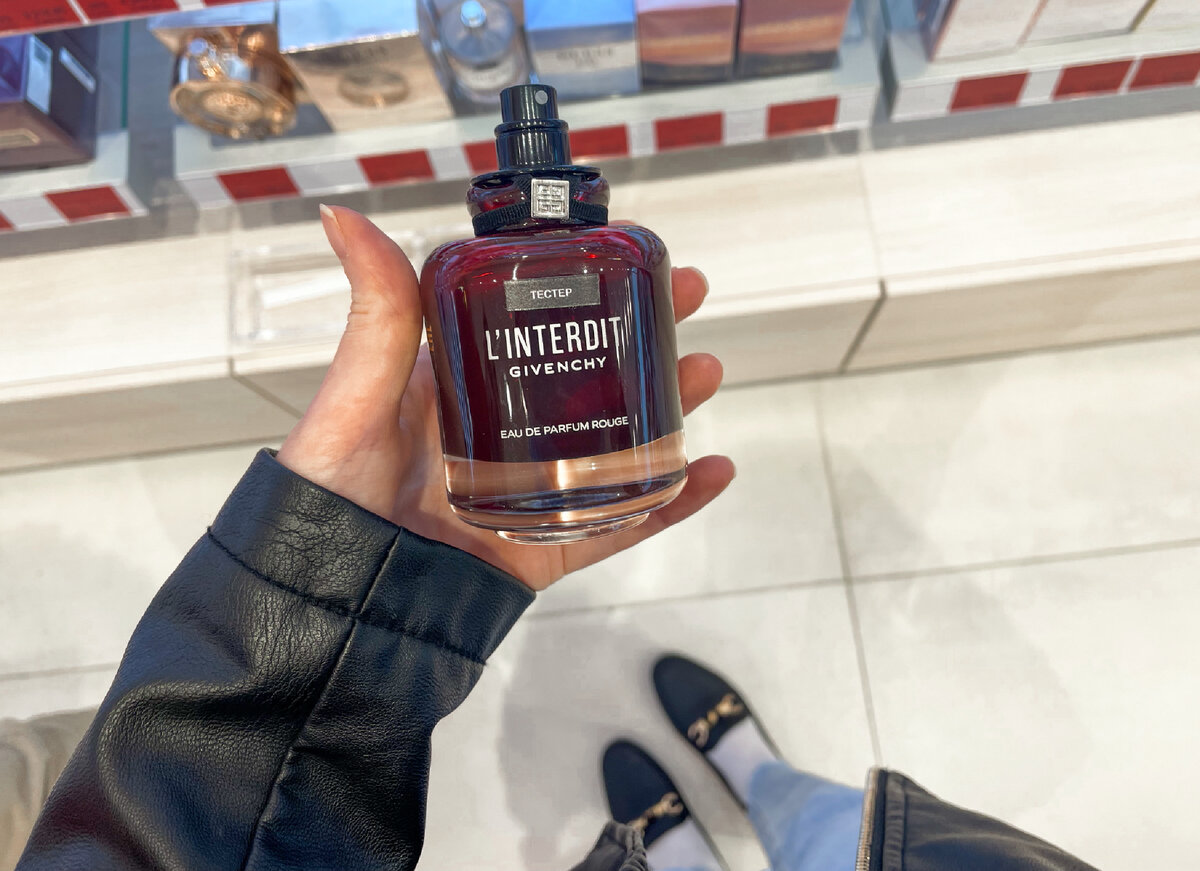 ТЕСТЕР
L'INTERDIT
GIVENCHY
EAU DE PARFUM ROUGE